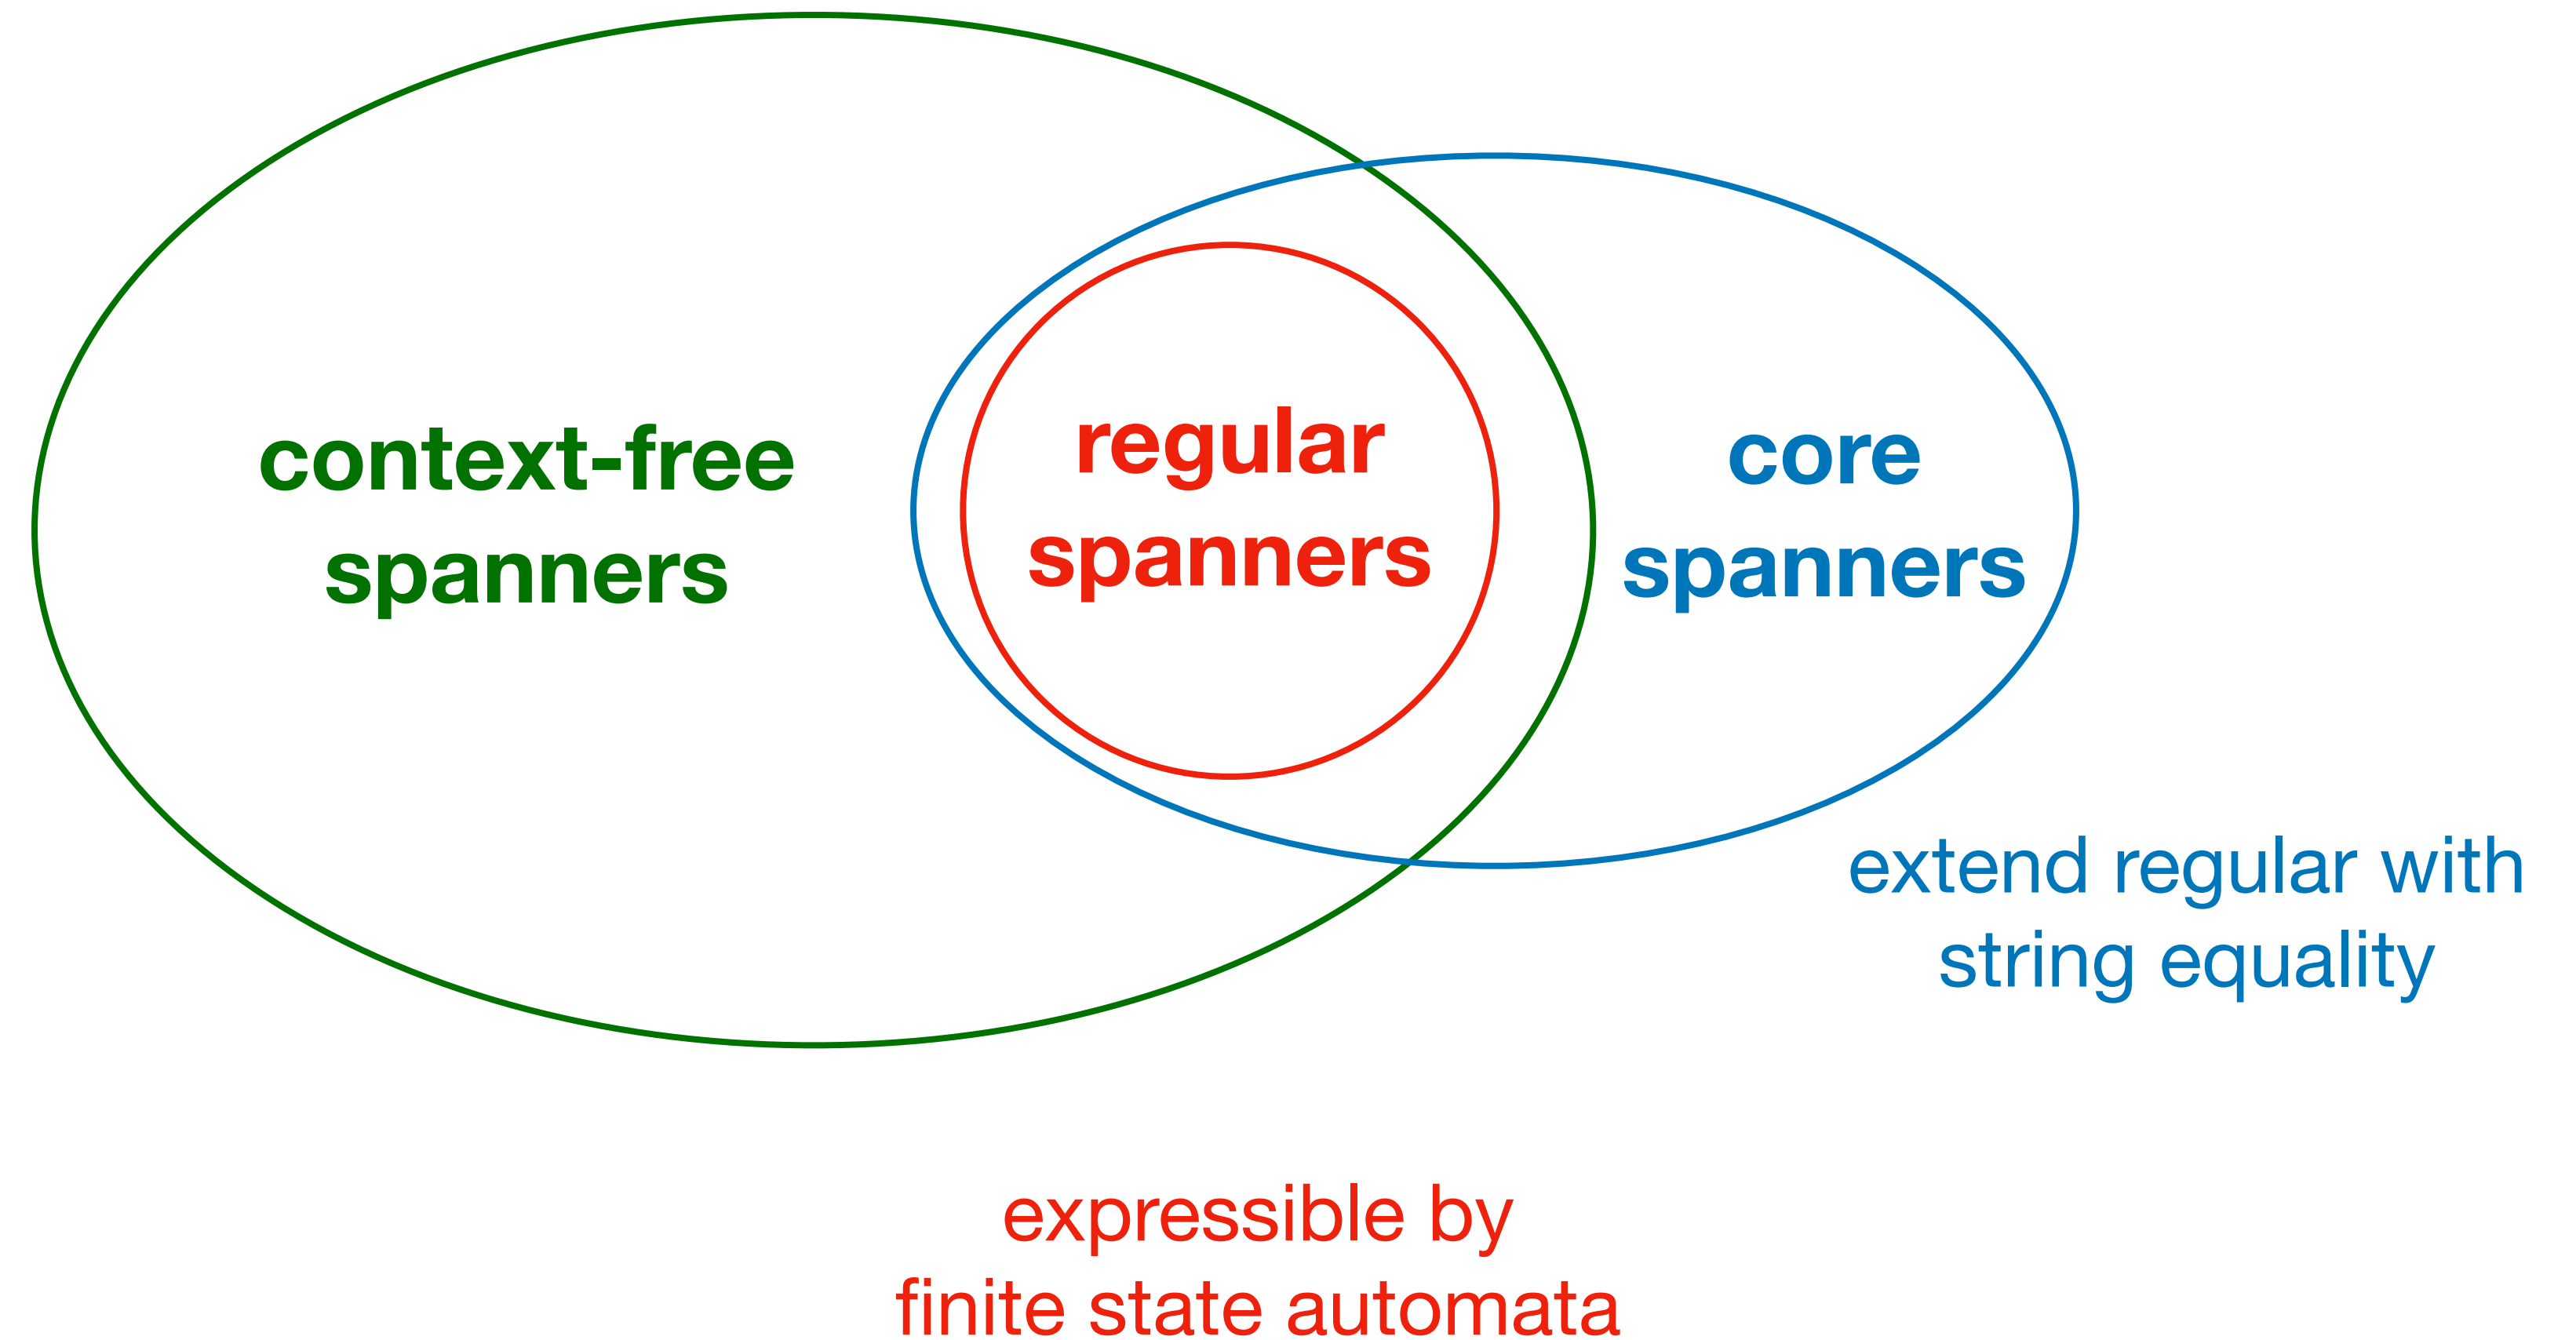 context-free
spanners
regular
spanners
core
spanners
extend regular with
string equality
expressible by
finite state automata